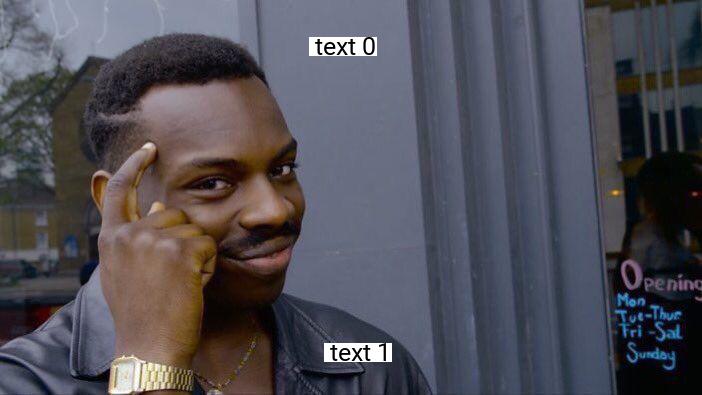 text 0
Opening
Mon
Tue-Thur
Fri-Sat
Sunday
text 1